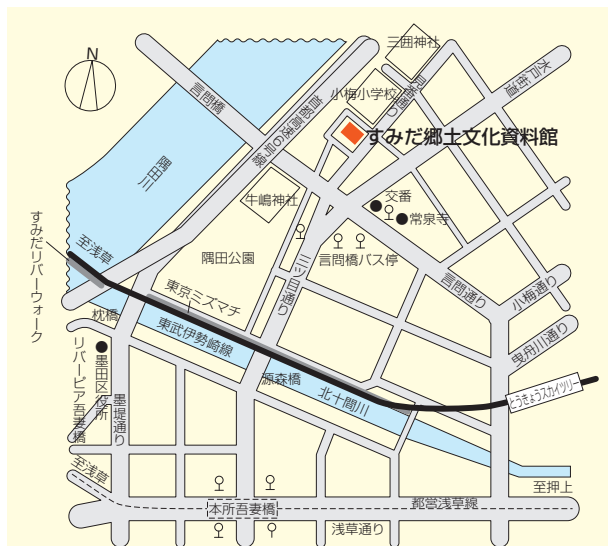 N
三囲神社
水戸街道
見番通り
小梅小学校
言問橋
首都高速6号線
すみだ郷土文化資料館
隅田川
牛嶋神社
交番
常泉寺
すみだリバーウォーク
至浅草
隅田公園
言問橋バス停
三ツ目通り
言問通り
小梅通り
東京ミズマチ
枕橋
東武伊勢崎線
曳舟川通り
源森橋
北十間川
とうきょうスカイツリー
墨田区役所
リバーピア吾妻橋
墨堤通り
至浅草
至押上
本所吾妻橋
都営浅草線
浅草通り